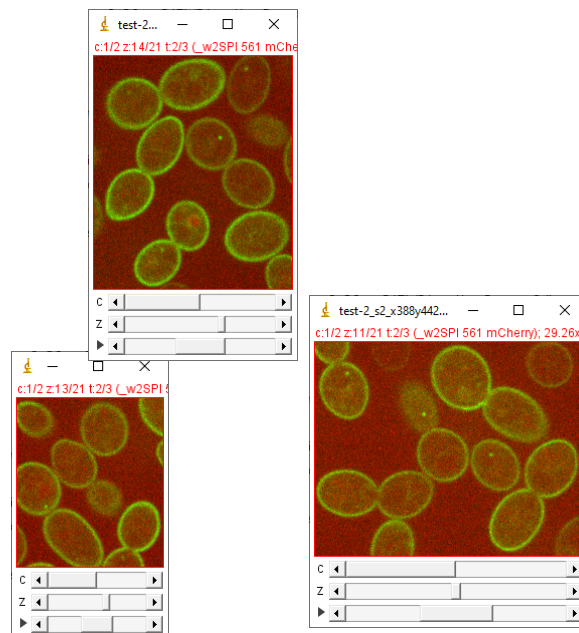 test-2...
c:1/2 z:14/21 t:2/3 (_w2SPI 561 mChe
c
z
test-2_s2_x388y442...
c:1/2 z:11/21 t:2/3 (_w2SPI 561 mCherry); 29.26x
c
z
c:1/2 z:13/21 t:2/3 (_w2SPI 5
c
z